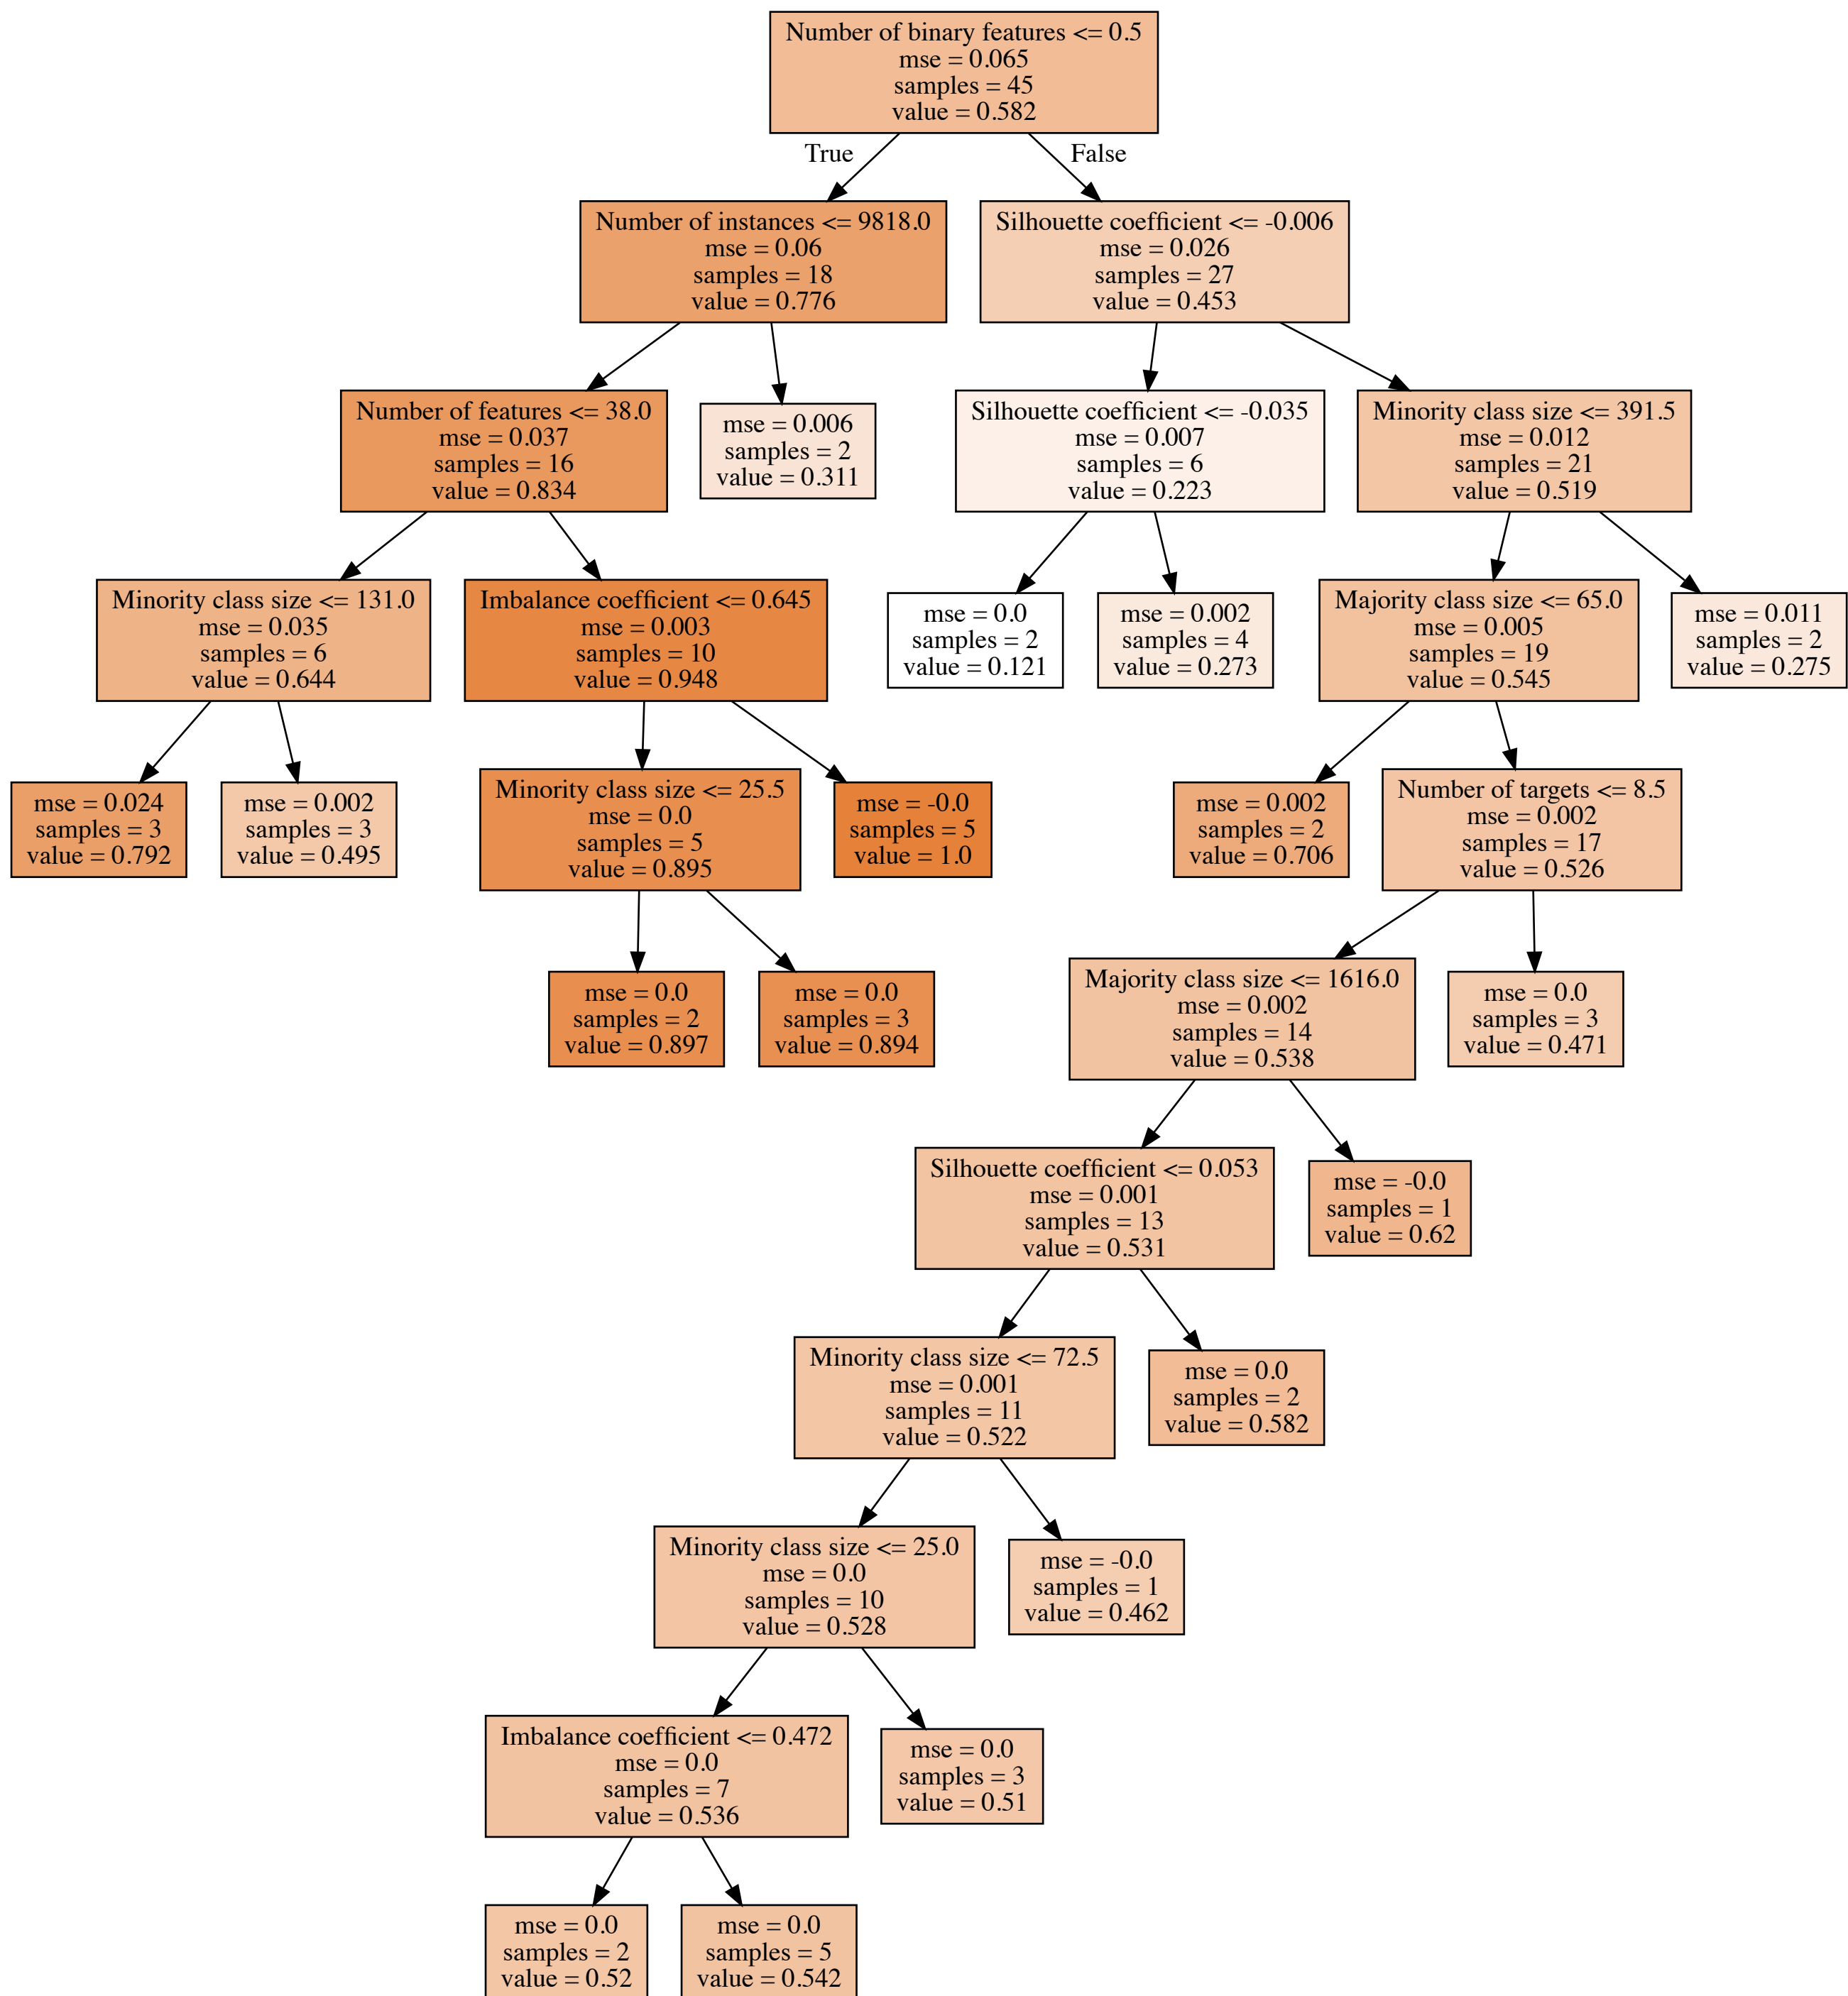 Number of binary features <= 0.5
mse = 0.065
samples = 45
value = 0.582
True
False
Number of instances <= 9818.0
mse = 0.06
samples = 18
value = 0.776
Silhouette coefficient <= -0.006
mse = 0.026
samples = 27
value = 0.453
Number of features <= 38.0
mse = 0.037
samples = 16
value = 0.834
mse = 0.006
samples = 2
value = 0.311
Silhouette coefficient <= -0.035
mse = 0.007
samples = 6
value = 0.223
Minority class size <= 391.5
mse = 0.012
samples = 21
value = 0.519
Minority class size <= 131.0
mse = 0.035
samples = 6
value = 0.644
Imbalance coefficient <= 0.645
mse = 0.003
samples = 10
value = 0.948
mse = 0.0
samples = 2
value = 0.121
mse = 0.002
samples = 4
value = 0.273
Majority class size <= 65.0
mse = 0.005
samples = 19
value = 0.545
mse = 0.011
samples = 2
value = 0.275
mse = 0.024
samples = 3
value = 0.792
mse = 0.002
samples = 3
value = 0.495
Minority class size <= 25.5
mse = 0.0
samples = 5
value = 0.895
mse = -0.0
samples = 5
value = 1.0
mse = 0.002
samples = 2
value = 0.706
Number of targets <= 8.5
mse = 0.002
samples = 17
value = 0.526
mse = 0.0
samples = 2
value = 0.897
mse = 0.0
samples = 3
value = 0.894
Majority class size <= 1616.0
mse = 0.002
samples = 14
value = 0.538
mse = 0.0
samples = 3
value = 0.471
Silhouette coefficient <= 0.053
mse = 0.001
samples = 13
value = 0.531
mse = -0.0
samples = 1
value = 0.62
Minority class size <= 72.5
mse = 0.001
samples = 11
value = 0.522
mse = 0.0
samples = 2
value = 0.582
Minority class size <= 25.0
mse = 0.0
samples = 10
value = 0.528
mse = -0.0
samples = 1
value = 0.462
Imbalance coefficient <= 0.472
mse = 0.0
samples = 7
value = 0.536
mse = 0.0
samples = 3
value = 0.51
mse = 0.0
samples = 2
value = 0.52
mse = 0.0
samples = 5
value = 0.542